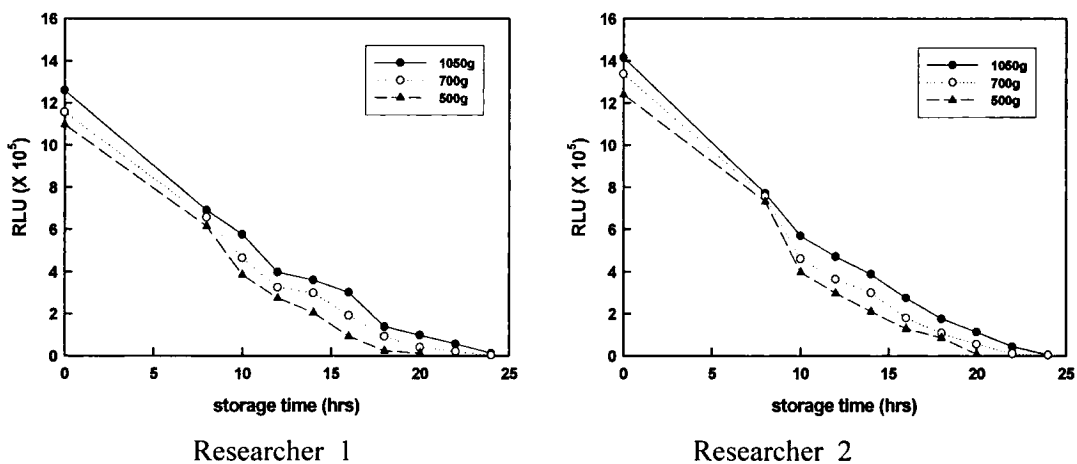 16
14
12
10
8
6
4
2
0
RLU (X 10⁵)
1050g
700g
500g
0 5 10 15 20 25
storage time (hrs)
Researcher 1
16
14
12
10
8
6
4
2
0
RLU (X 10⁵)
1050g
700g
500g
0 5 10 15 20 25
storage time (hrs)
Researcher 2